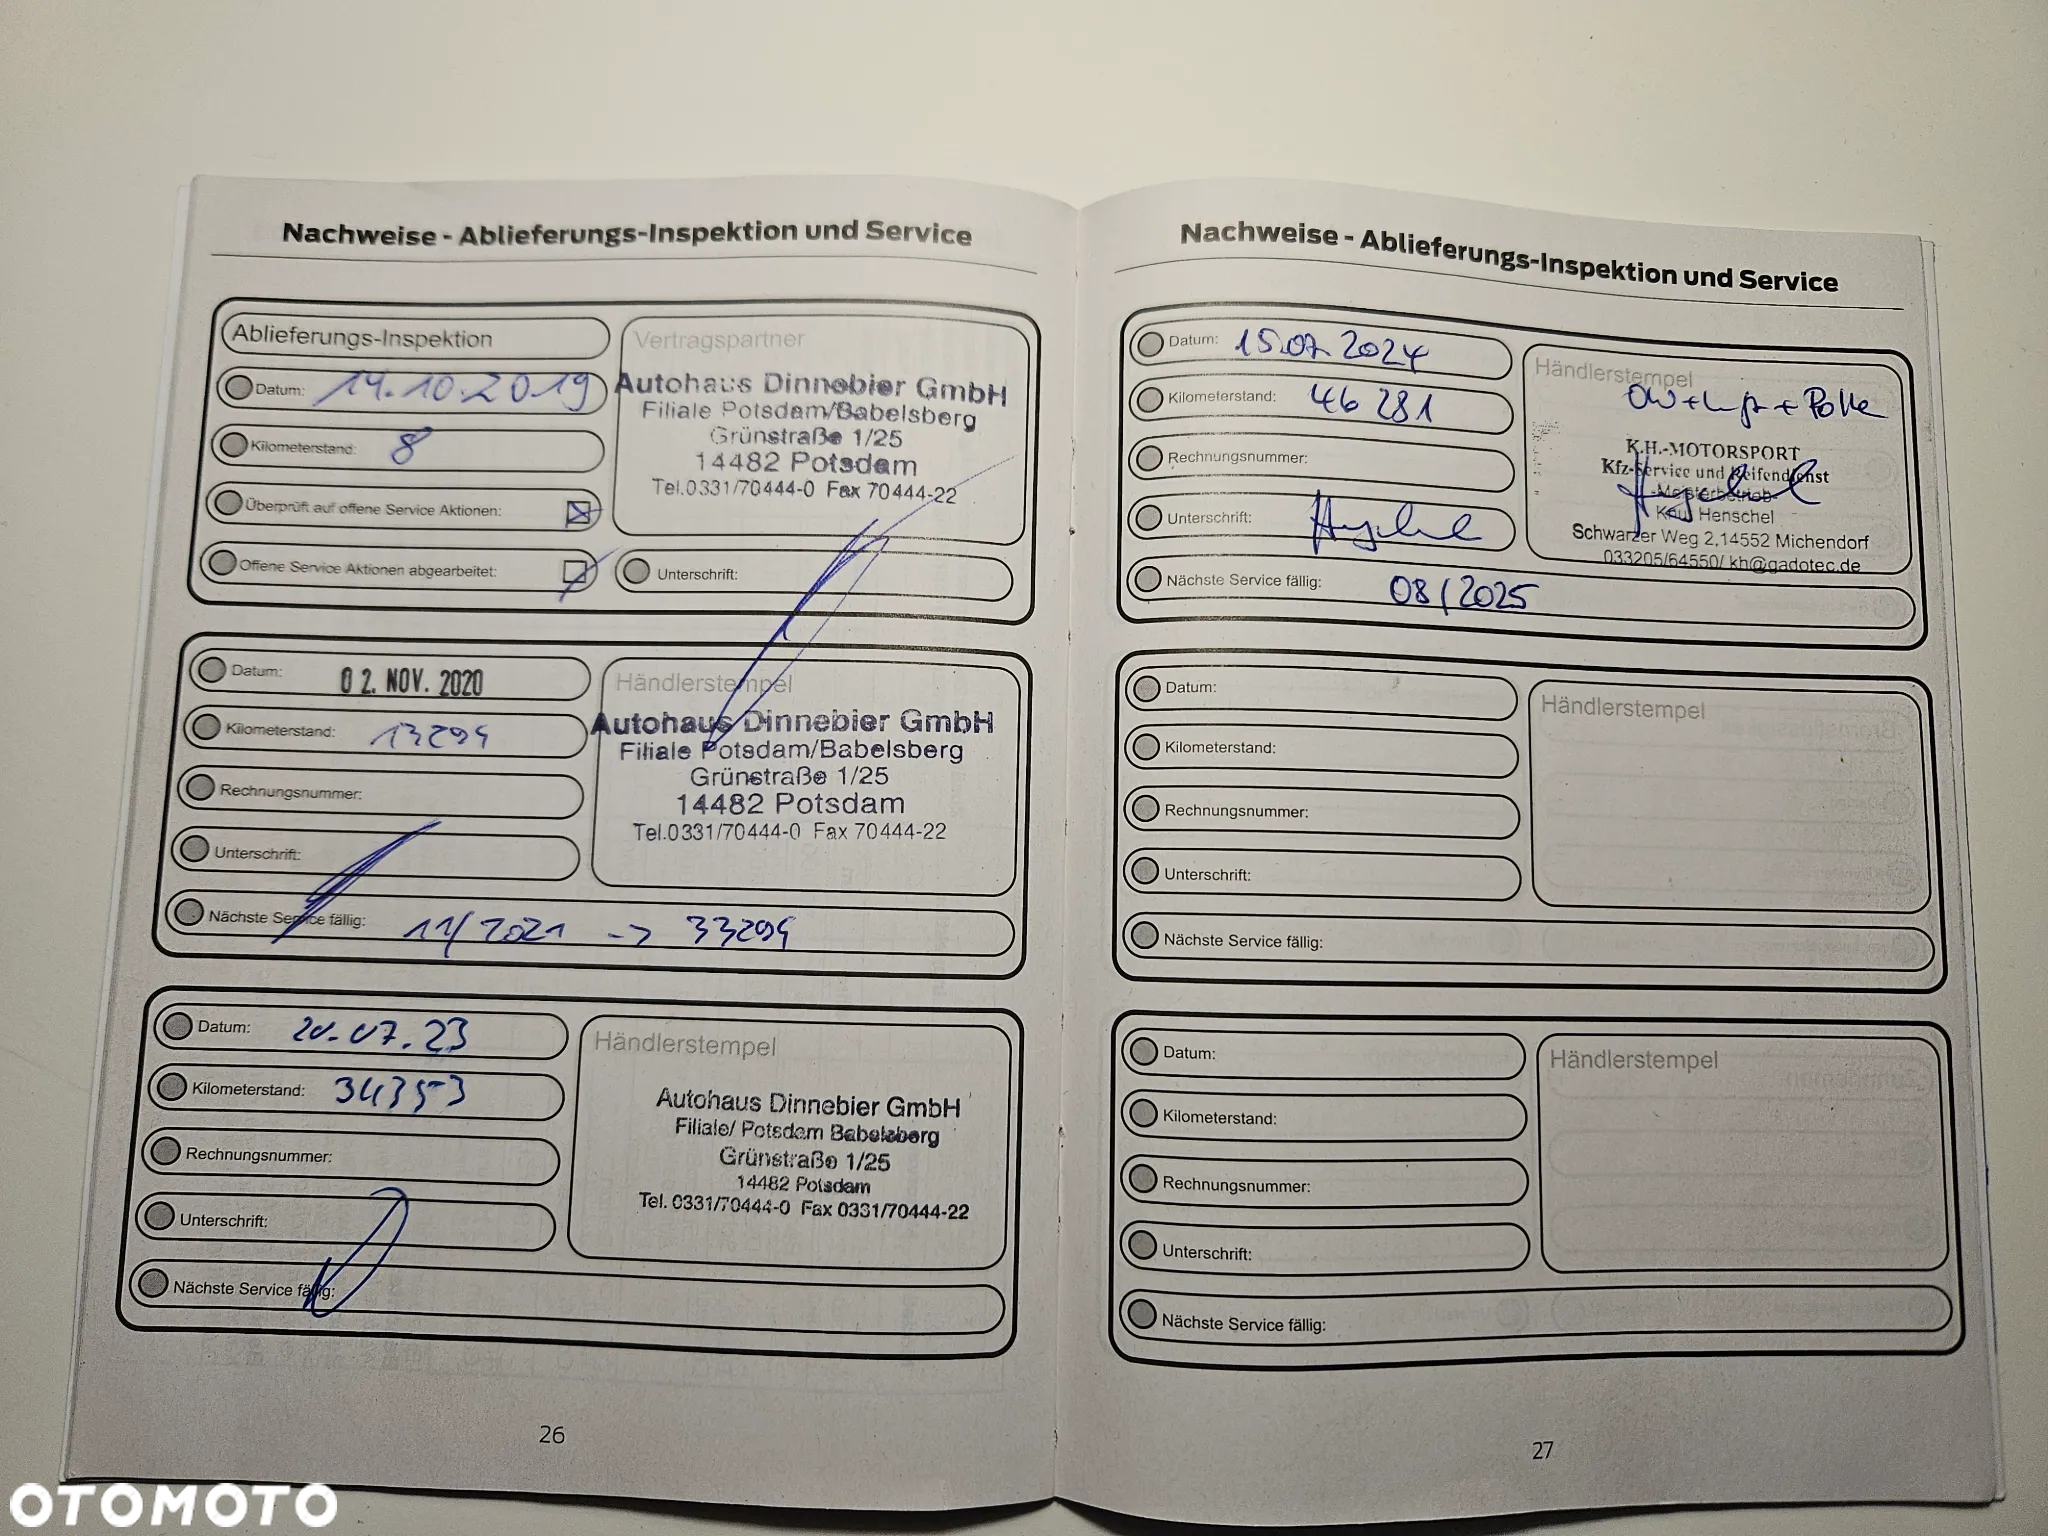 Nachweise - Ablieferungs-Inspektion und Service
Ablieferungs-Inspektion
Datum: 14.10.2019
Kilometerstand: 8
Überprüft auf offene Service Aktionen:
Offene Service Aktionen abgearbeitet:
Vertragspartner
Autohaus Dinnebier GmbH
Filiale Potsdam/Babelsberg
Grünstraße 1/25
14482 Potsdam
Tel.0331/70444-0 Fax 70444-22
Unterschrift:
Datum: 02. NOV. 2020
Kilometerstand: 13294
Rechnungsnummer:
Unterschrift:
Nächste Service fällig: 11/2021 -> 33294
Händlerstempel
Autohaus Dinnebier GmbH
Filiale Potsdam/Babelsberg
Grünstraße 1/25
14482 Potsdam
Tel.0331/70444-0 Fax 70444-22
Datum: 20.07.23
Kilometerstand: 34353
Rechnungsnummer:
Unterschrift:
Nächste Service fällig:
Händlerstempel
Autohaus Dinnebier GmbH
Filiale/ Potsdam Babelsberg
Grünstraße 1/25
14482 Potsdam
Tel. 0331/70444-0 Fax 0331/70444-22
26
Nachweise - Ablieferungs-Inspektion und Service
Datum: 15.07.2024
Kilometerstand: 46 281
Rechnungsnummer:
Unterschrift:
Nächste Service fällig: 08/2025
Händlerstempel
K.H.-MOTORSPORT
Kfz-Service und Reifendienst
-Meisterbetrieb-
Knut Henschel
Schwarzer Weg 2,14552 Michendorf
033205/64550/ kh@gadotec.de
Datum:
Kilometerstand:
Rechnungsnummer:
Unterschrift:
Nächste Service fällig:
Händlerstempel
Datum:
Kilometerstand:
Rechnungsnummer:
Unterschrift:
Nächste Service fällig:
Händlerstempel
27
OTOMOTO